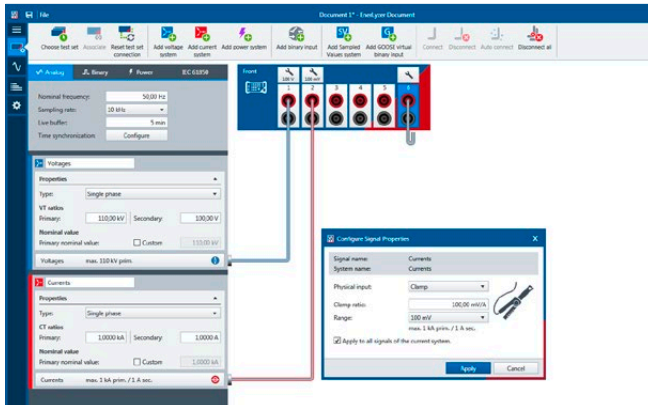 File
Document 1* - EnerLyzer Document
Choose test set
Associate
Reset test set connection
Add voltage system
Add current system
Add power system
Add binary input
Add Sampled Values system
Add GOOSE virtual binary input
Connect
Disconnect
Auto connect
Disconnect all
Analog
Binary
Power
IEC 61850
Nominal frequency: 50,00 Hz
Sampling rate: 10 kHz
Live buffer: 5 min
Time synchronization: Configure
Front
100 V
100 mV
1 2 3 4 5 6
Voltages
Properties
Type: Single phase
VT ratios
Primary: 110,00 kV Secondary 100,00 V
Nominal value
Primary nominal value: Custom 110,00 kV
Voltages max. 110 kV prim.
Currents
Properties
Type: Single phase
CT ratios
Primary: 1,0000 kA Secondary 1,0000 A
Nominal value
Primary nominal value: Custom 1,0000 kA
Currents max. 1 kA prim. / 1 A sec.
Configure Signal Properties X
Signal name: Currents
System name: Currents
Physical input: Clamp
Clamp ratio: 100,00 mV/A
Range: 100 mV
max. 1 kA prim. / 1 A sec.
Apply to all signals of the current system.
Apply
Cancel